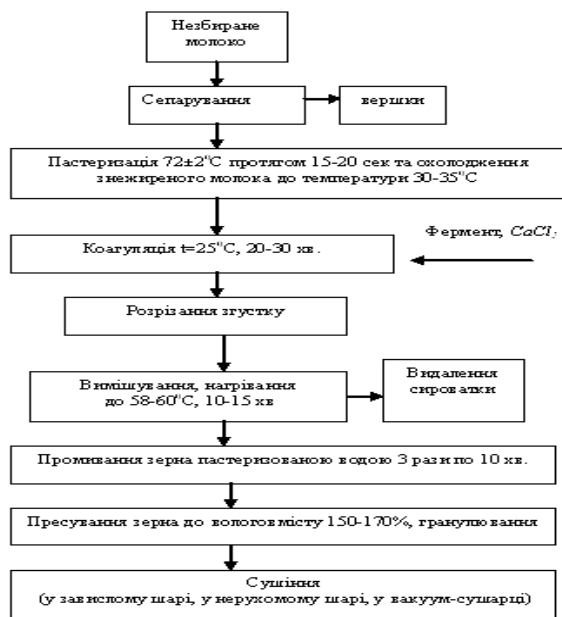 Незбиране
молоко
Сепарування
вершки
Пастеризація 72±2°С протягом 15-20 сек та охолодження
знежиреного молока до температури 30-35°С
Фермент, CaCl₂
Коагуляція t=25°С, 20-30 хв.
Розрізання згустку
Вимішування, нагрівання
до 58-60°С, 10-15 хв
Видалення
сироватки
Промивання зерна пастеризованою водою 3 рази по 10 хв.
Пресування зерна до вологовмісту 150-170%, гранулювання
Сушіння
(у завислому шарі, у нерухомому шарі, у вакуум-сушарці)